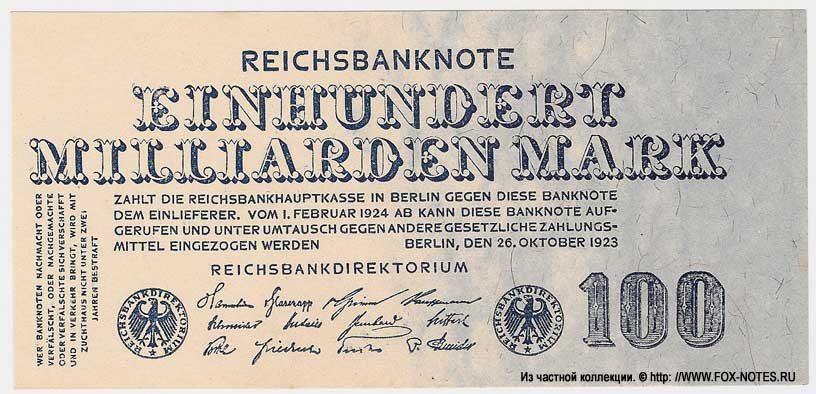 REICHSBANKNOTE
EINHUNDERT
MILLIARDEN MARK
ZAHLT DIE REICHSBANKHAUPTKASSE IN BERLIN GEGEN DIESE BANKNOTE
DEM EINLIEFERER. VOM 1. FEBRUAR 1924 AB KANN DIESE BANKNOTE AUF-
GERUFEN UND UNTER UMTAUSCH GEGEN ANDERE GESETZLICHE ZAHLUNGS-
MITTEL EINGEZOGEN WERDEN BERLIN, DEN 26. OKTOBER 1923
REICHSBANKDIREKTORIUM
WER BANKNOTEN NACHMACHT ODER
VERFÄLSCHT, ODER NACHGEMACHTE
ODER VERFÄLSCHTE SICH VERSCHAFFT
UND IN VERKEHR BRINGT, WIRD MIT
ZUCHTHAUS NICHT UNTER ZWEI
JAHREN BESTRAFT
REICHSBANKDIREKTORIUM
REICHSBANKDIREKTORIUM
100
Из частной коллекции. © http: //WWW.FOX-NOTES.RU